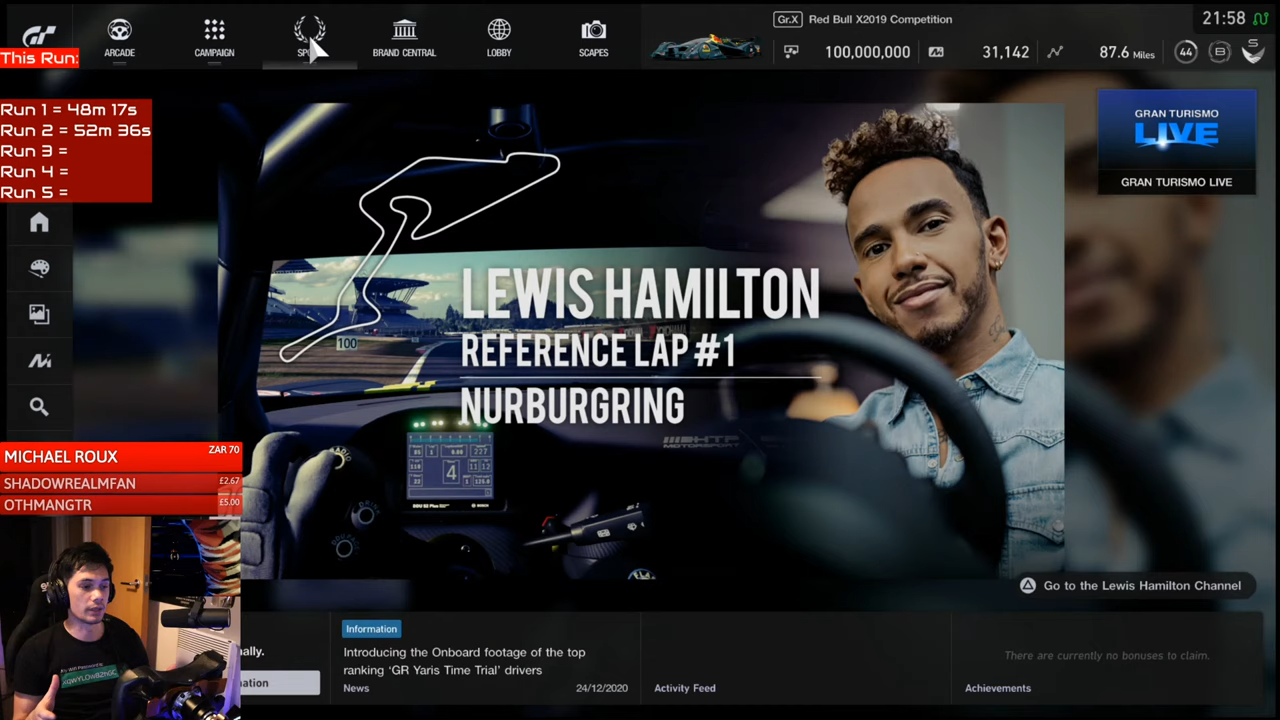 This Run:
ARCADE
CAMPAIGN
BRAND CENTRAL
LOBBY
SCAPES
Gr.X Red Bull X2019 Competition
21:58
100,000,000
31,142
87.6 Miles
44
B
S
Run 1 = 48m 17s
Run 2 = 52m 36s
Run 3 =
Run 4 =
Run 5 =
GRAN TURISMO
LIVE
GRAN TURISMO LIVE
LEWIS HAMILTON
REFERENCE LAP #1
NURBURGRING
100
4
MICHAEL ROUX ZAR 70
SHADOWREALMFAN £2.67
OTHMANGTR £5.00
Go to the Lewis Hamilton Channel
nally.
Information
Introducing the Onboard footage of the top
ranking 'GR Yaris Time Trial' drivers
News 24/12/2020
Activity Feed
There are currently no bonuses to claim.
Achievements